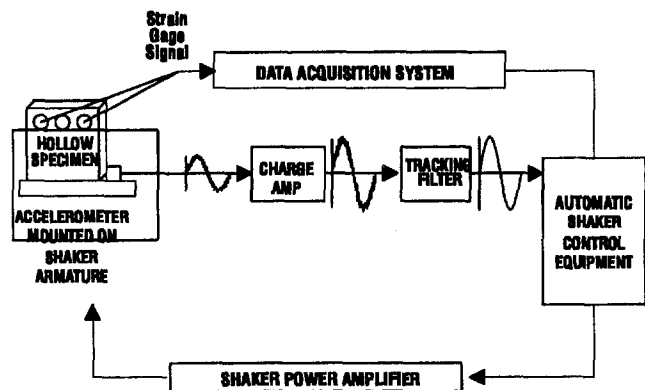 Strain
Gage
Signal
DATA ACQUISITION SYSTEM
HOLLOW
SPECIMEN
CHARGE
AMP
TRACKING
FILTER
AUTOMATIC
SHAKER
CONTROL
EQUIPMENT
ACCELEROMETER
MOUNTED ON
SHAKER
ARMATURE
SHAKER POWER AMPLIFIER